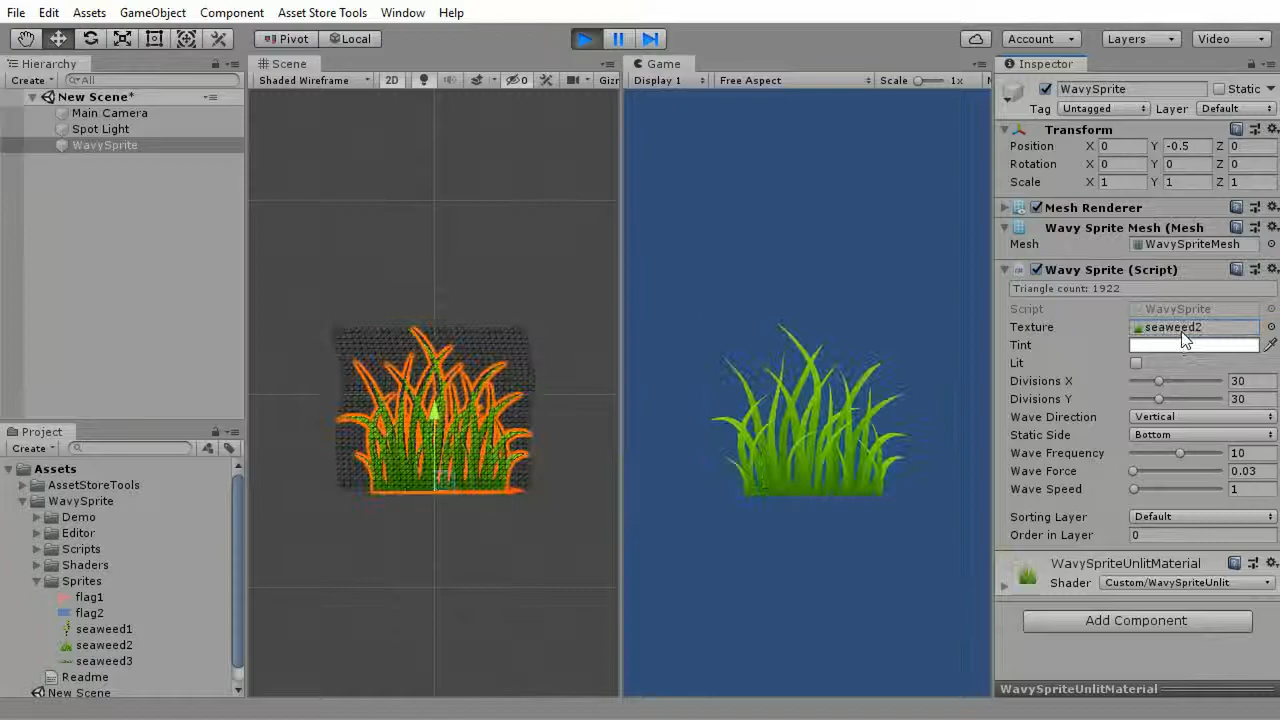 File Edit Assets GameObject Component Asset Store Tools Window Help
Pivot Local Account Layers Video
Hierarchy
Create All
New Scene*
Main Camera
Spot Light
WavySprite
Scene
Shaded Wireframe 2D 0 Giz
Game
Display 1 Free Aspect Scale 1x
Inspector
WavySprite Static
Tag Untagged Layer Default
Transform
Position X 0 Y -0.5 Z 0
Rotation X 0 Y 0 Z 0
Scale X 1 Y 1 Z 1
Mesh Renderer
Wavy Sprite Mesh (Mesh
Mesh WavySpriteMesh
Wavy Sprite (Script)
Triangle count: 1922
Script WavySprite
Texture seaweed2
Tint
Lit
Divisions X 30
Divisions Y 30
Wave Direction Vertical
Static Side Bottom
Wave Frequency 10
Wave Force 0.03
Wave Speed 1
Sorting Layer Default
Order in Layer 0
WavySpriteUnlitMaterial
Shader Custom/WavySpriteUnlit
Add Component
WavySpriteUnlitMaterial
Project
Create
Assets
AssetStoreTools
WavySprite
Demo
Editor
Scripts
Shaders
Sprites
flag1
flag2
seaweed1
seaweed2
seaweed3
Readme
New Scene